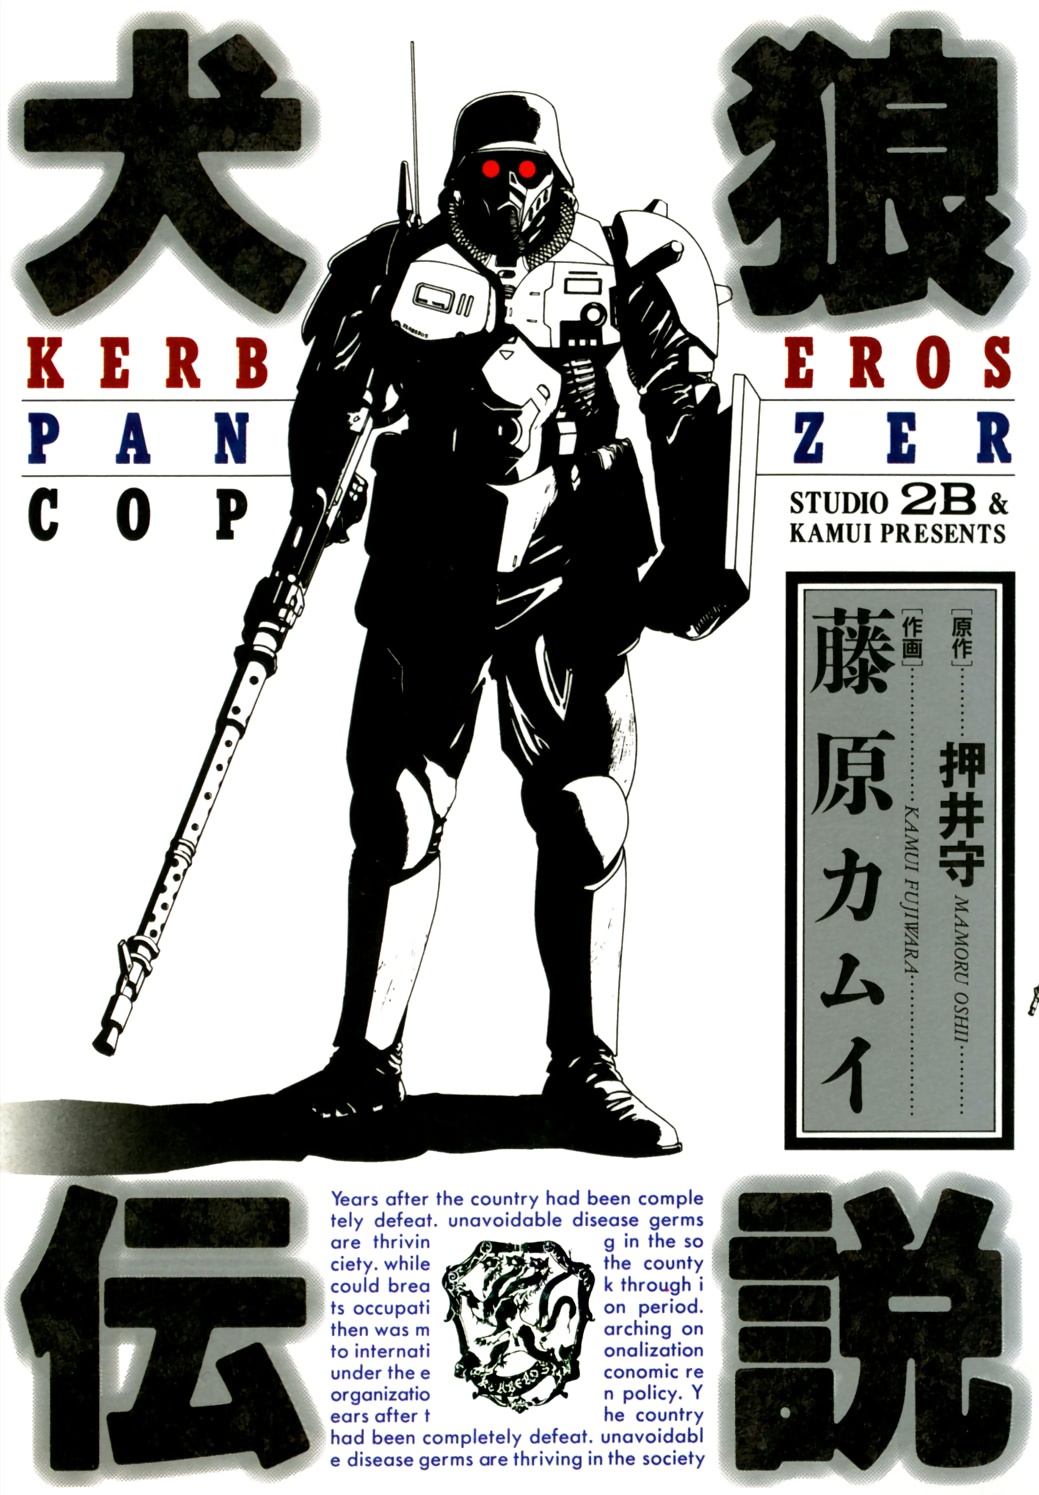 犬狼
KERBEROS
PANZER
COP
STUDIO 2B &
KAMUI PRESENTS
[原作]………押井守 MAMORU OSHII………
[作画]………………KAMUI FUJIWARA………………
藤原カムイ
伝説
Years after the country had been comple
tely defeat. unavoidable disease germs
are thrivin g in the so
ciety. while the county
could brea k through i
ts occupati on period.
then was m arching on
to internati onalization
under the e conomic re
organizatio n policy. Y
ears after t he country
had been completely defeat. unavoidabl
e disease germs are thriving in the society